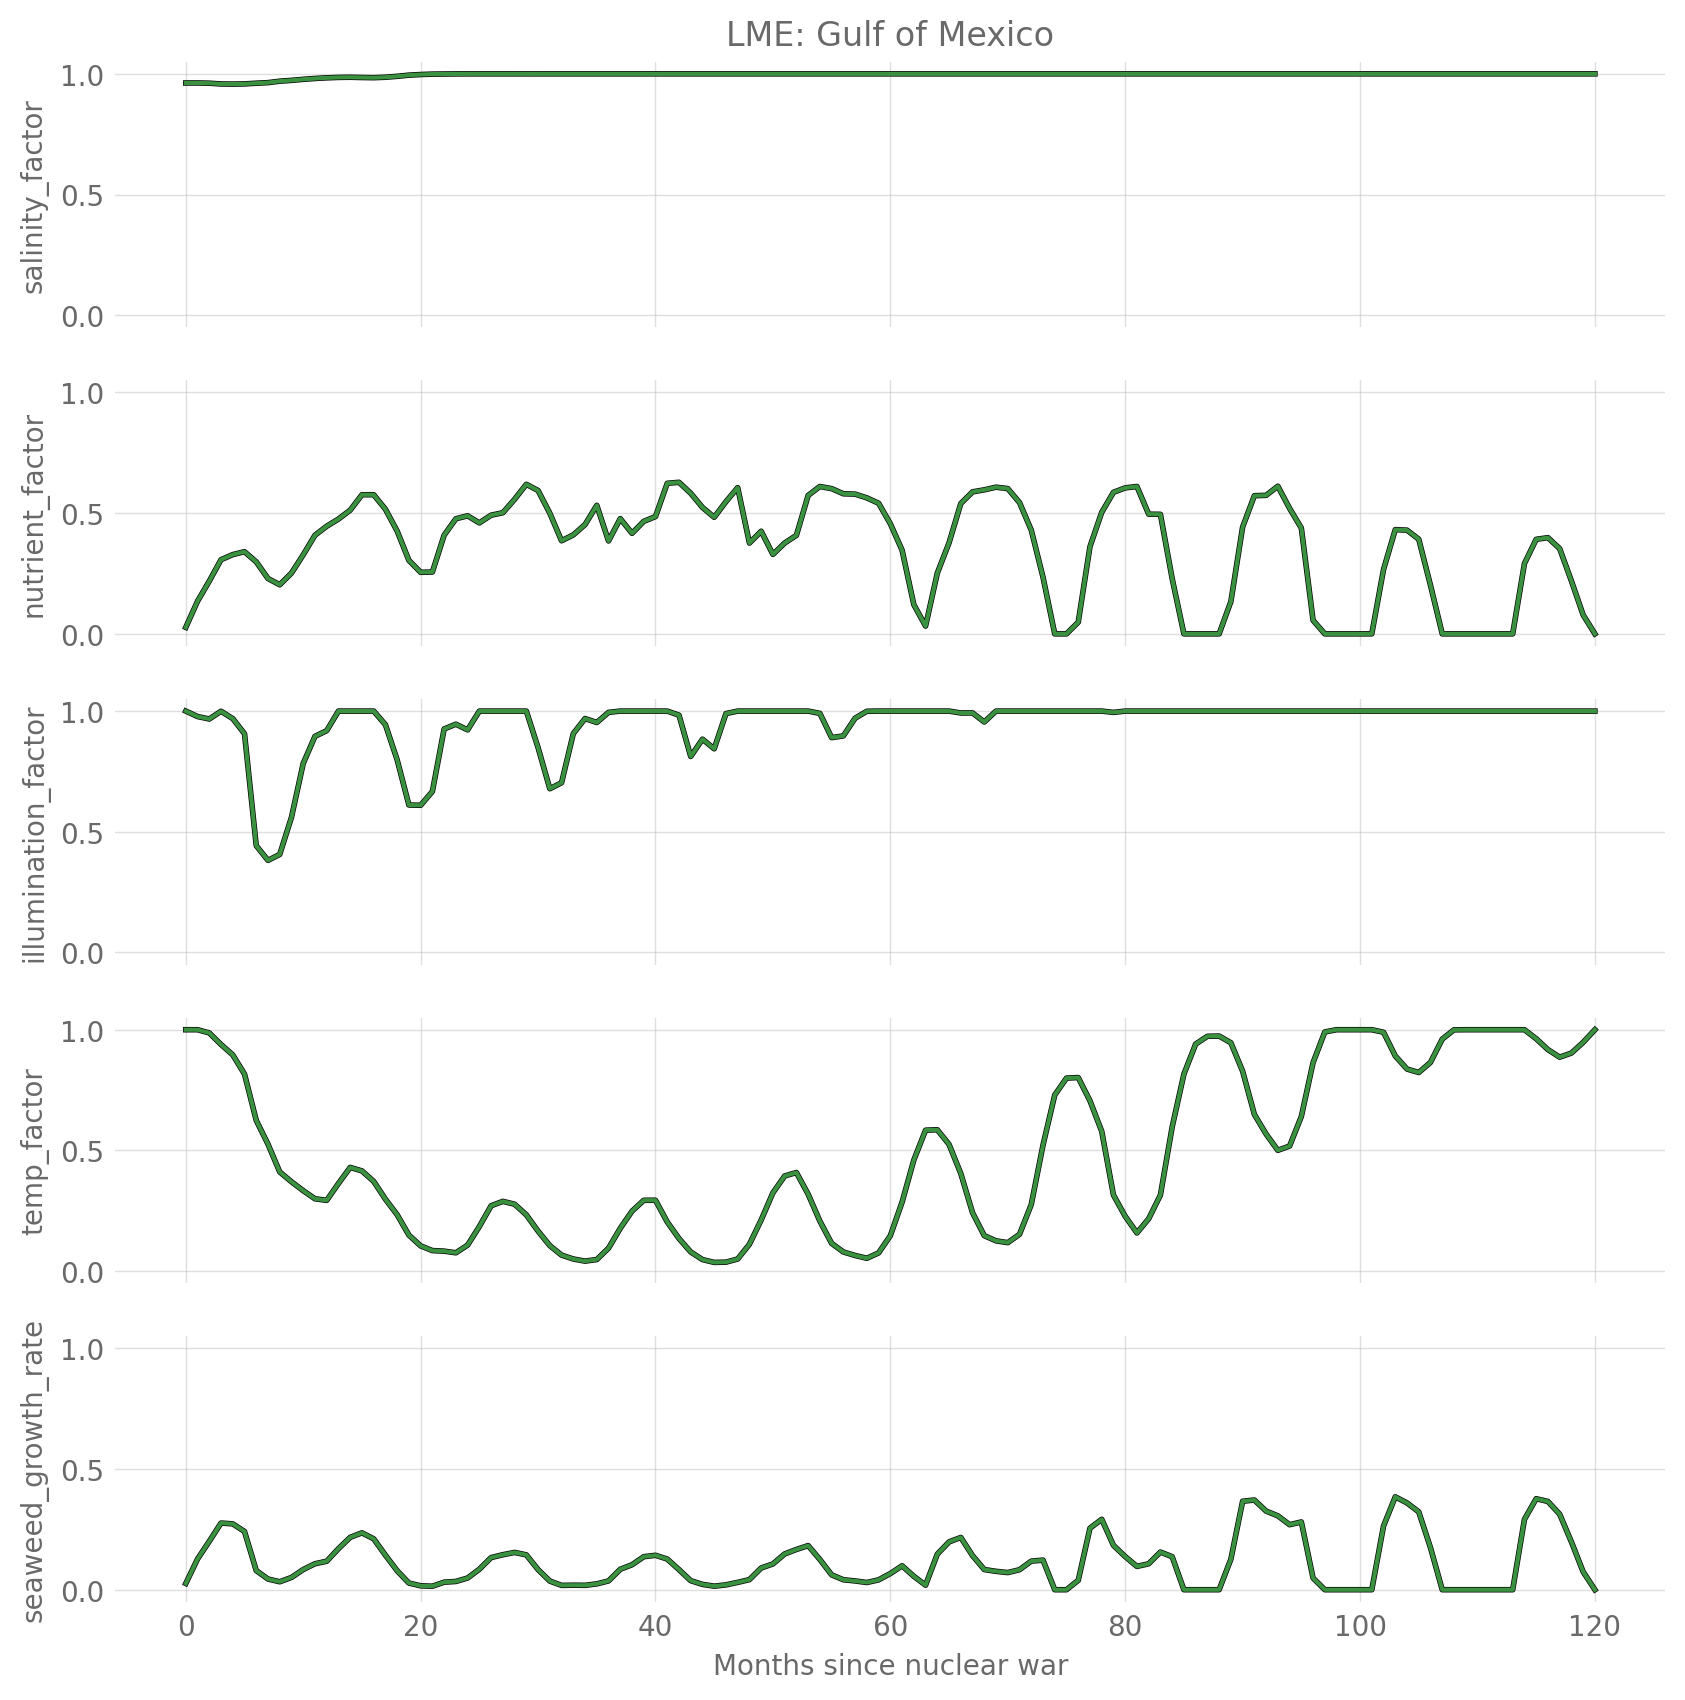 LME: Gulf of Mexico
1.0
0.5
0.0
salinity_factor
1.0
0.5
0.0
nutrient_factor
1.0
0.5
0.0
illumination_factor
1.0
0.5
0.0
temp_factor
1.0
0.5
0.0
seaweed_growth_rate
0 20 40 60 80 100 120
Months since nuclear war